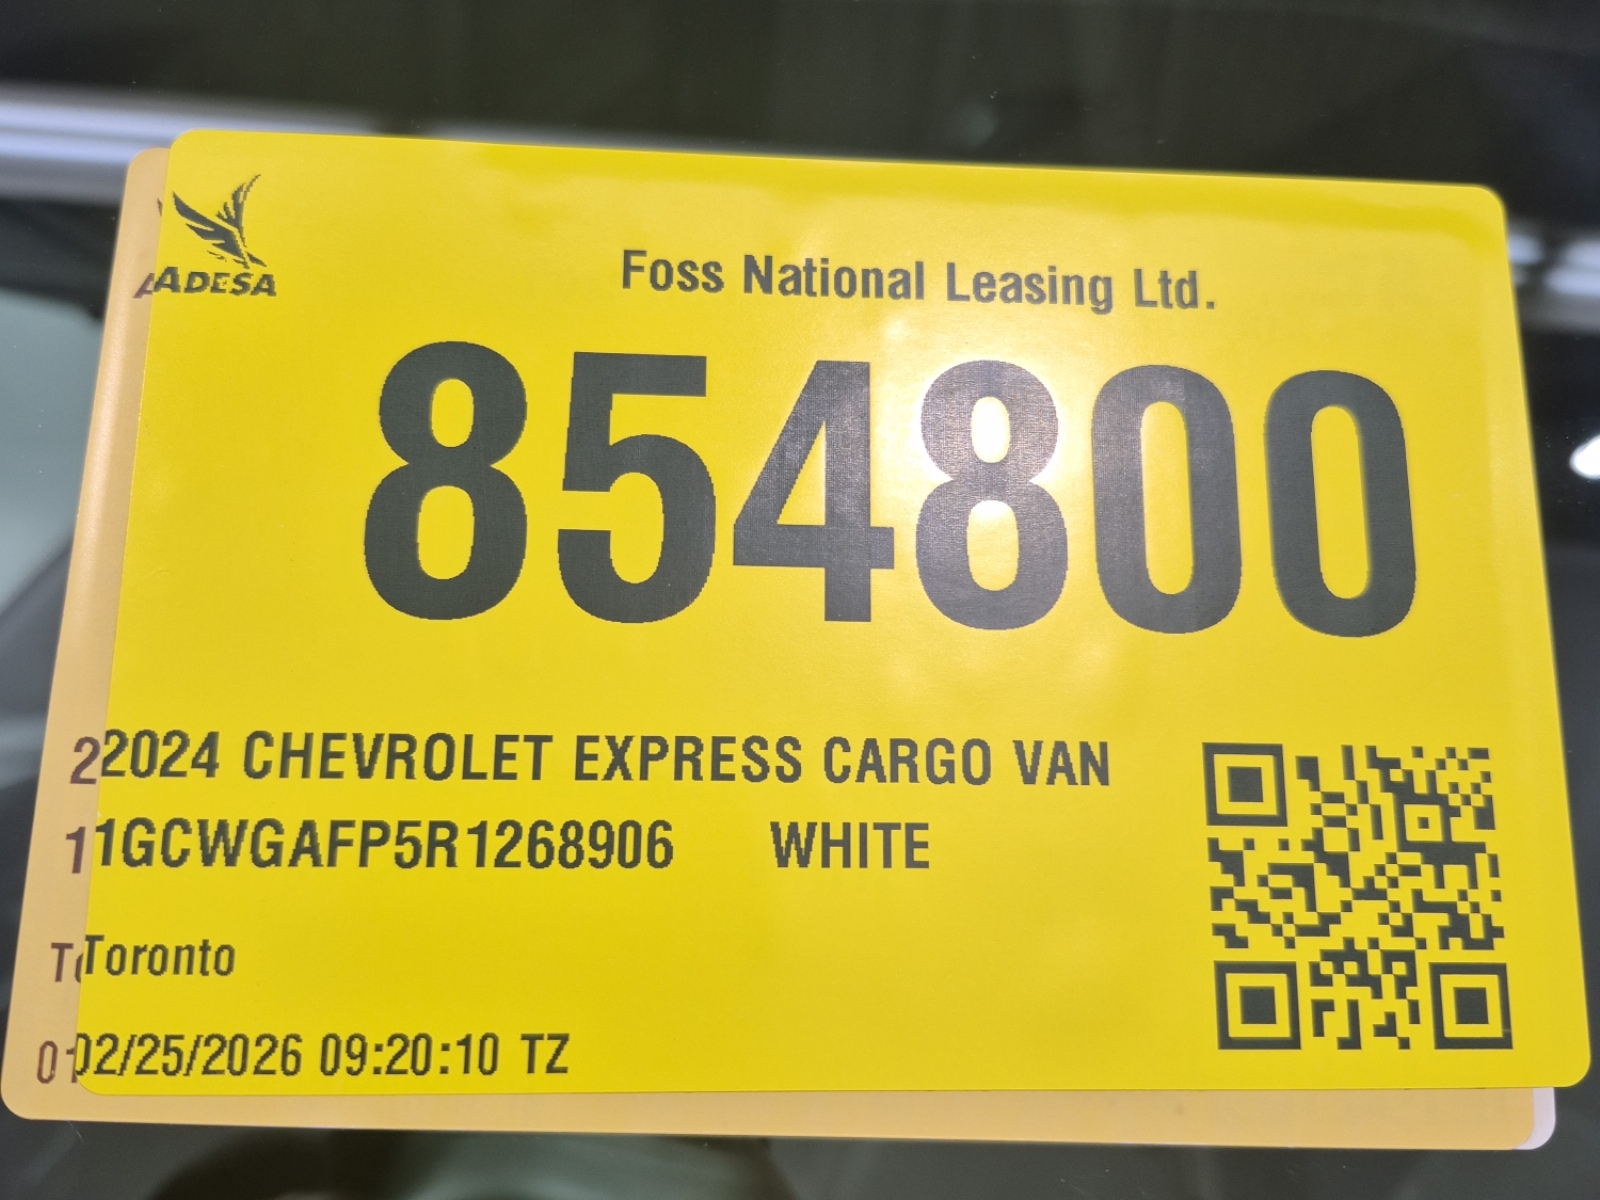 ADESA
Foss National Leasing Ltd.
854800
2024 CHEVROLET EXPRESS CARGO VAN
1GCWGAFP5R1268906 WHITE
Toronto
02/25/2026 09:20:10 TZ